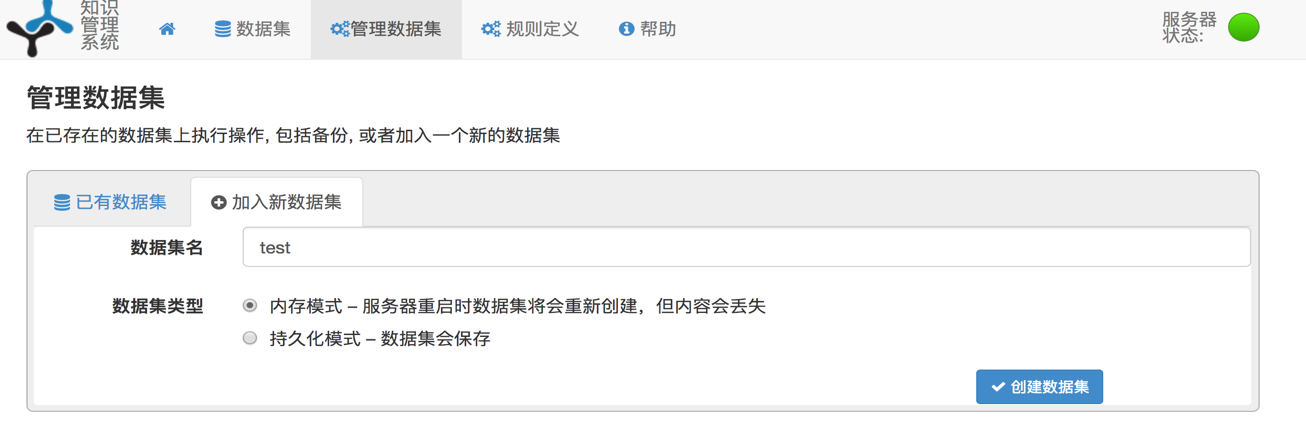 知识
管理
系统
数据集
管理数据集
规则定义
帮助
服务器
状态:
管理数据集
在已存在的数据集上执行操作, 包括备份, 或者加入一个新的数据集
已有数据集
加入新数据集
数据集名
test
数据集类型
内存模式 – 服务器重启时数据集将会重新创建，但内容会丢失
持久化模式 – 数据集会保存
创建数据集